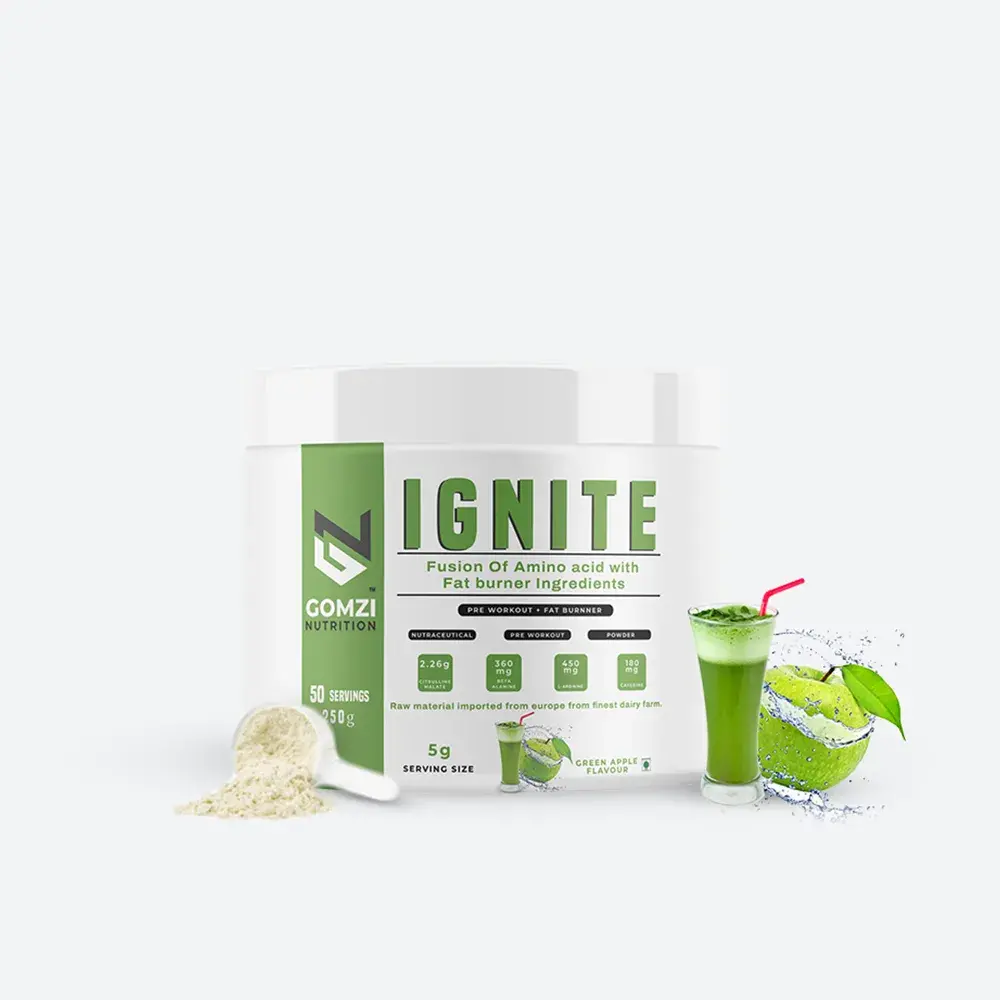 GOMZI
NUTRITION
TM
50 SERVINGS
250g
IGNITE
Fusion Of Amino acid with
Fat burner Ingredients
PRE WORKOUT • FAT BURNNER
NUTRACEUTICAL
PRE WORKOUT
POWDER
2.26g
CITRULLINE
MALATE
360
mg
BETA
ALANINE
450
mg
L-ARGININE
180
mg
CAFFEINE
Raw material imported from europe from finest dairy farm.
5g
SERVING SIZE
GREEN APPLE
FLAVOUR